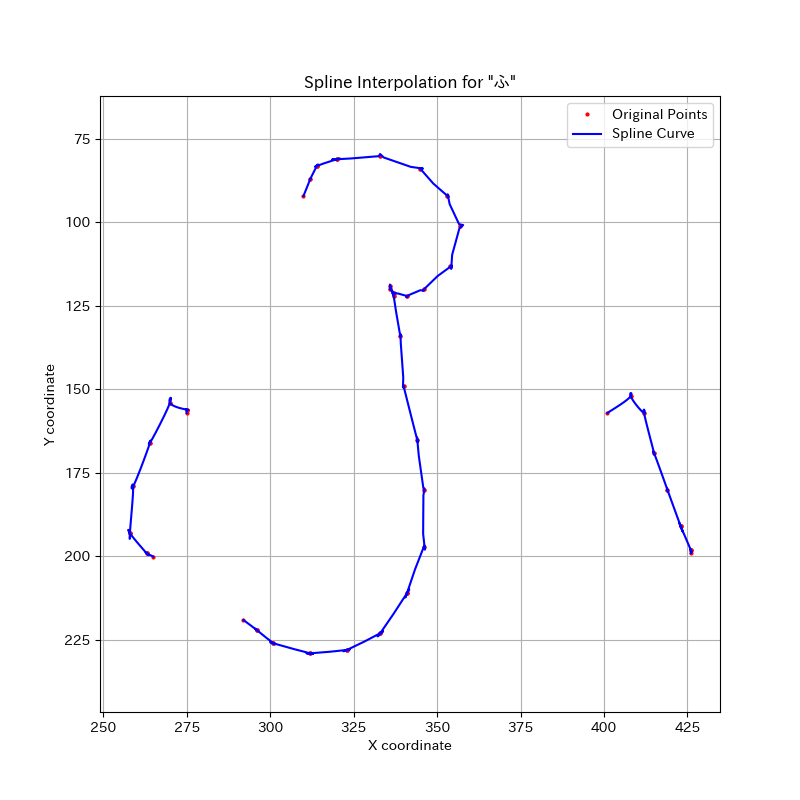 Spline Interpolation for "ふ"
Original Points
Spline Curve
75
100
125
150
175
200
225
Y coordinate
250 275 300 325 350 375 400 425
X coordinate